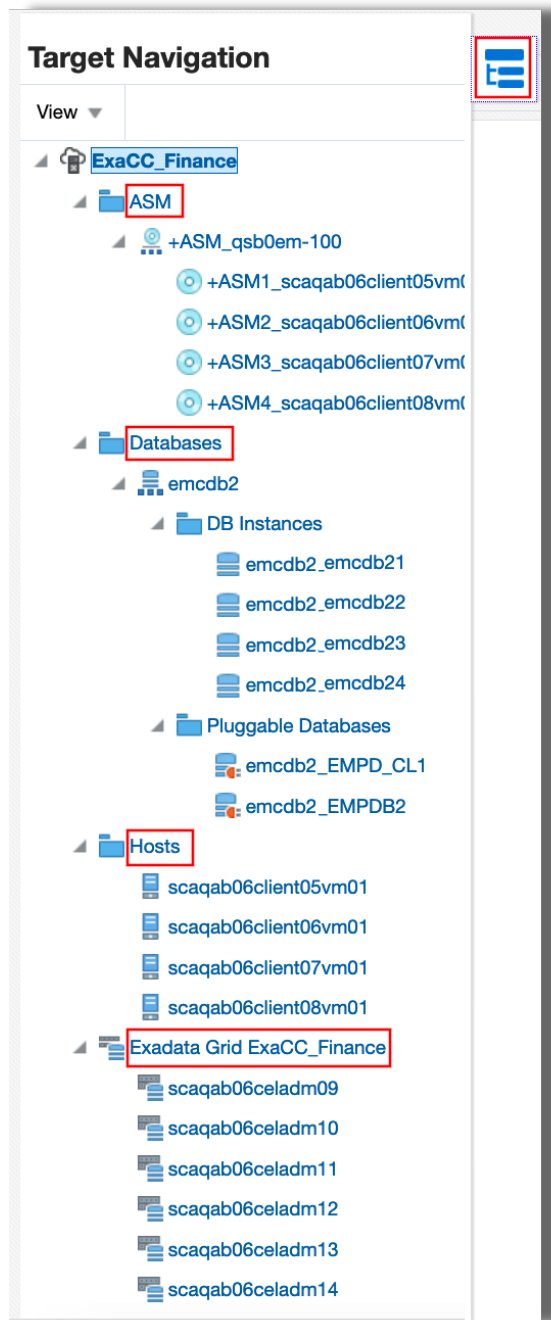 Target Navigation
View
ExaCC_Finance
ASM
+ASM_qsb0em-100
+ASM1_scaqab06client05vm0
+ASM2_scaqab06client06vm0
+ASM3_scaqab06client07vm0
+ASM4_scaqab06client08vm0
Databases
emcdb2
DB Instances
emcdb2_emcdb21
emcdb2_emcdb22
emcdb2_emcdb23
emcdb2_emcdb24
Pluggable Databases
emcdb2_EMPD_CL1
emcdb2_EMPDB2
Hosts
scaqab06client05vm01
scaqab06client06vm01
scaqab06client07vm01
scaqab06client08vm01
Exadata Grid ExaCC_Finance
scaqab06celadm09
scaqab06celadm10
scaqab06celadm11
scaqab06celadm12
scaqab06celadm13
scaqab06celadm14